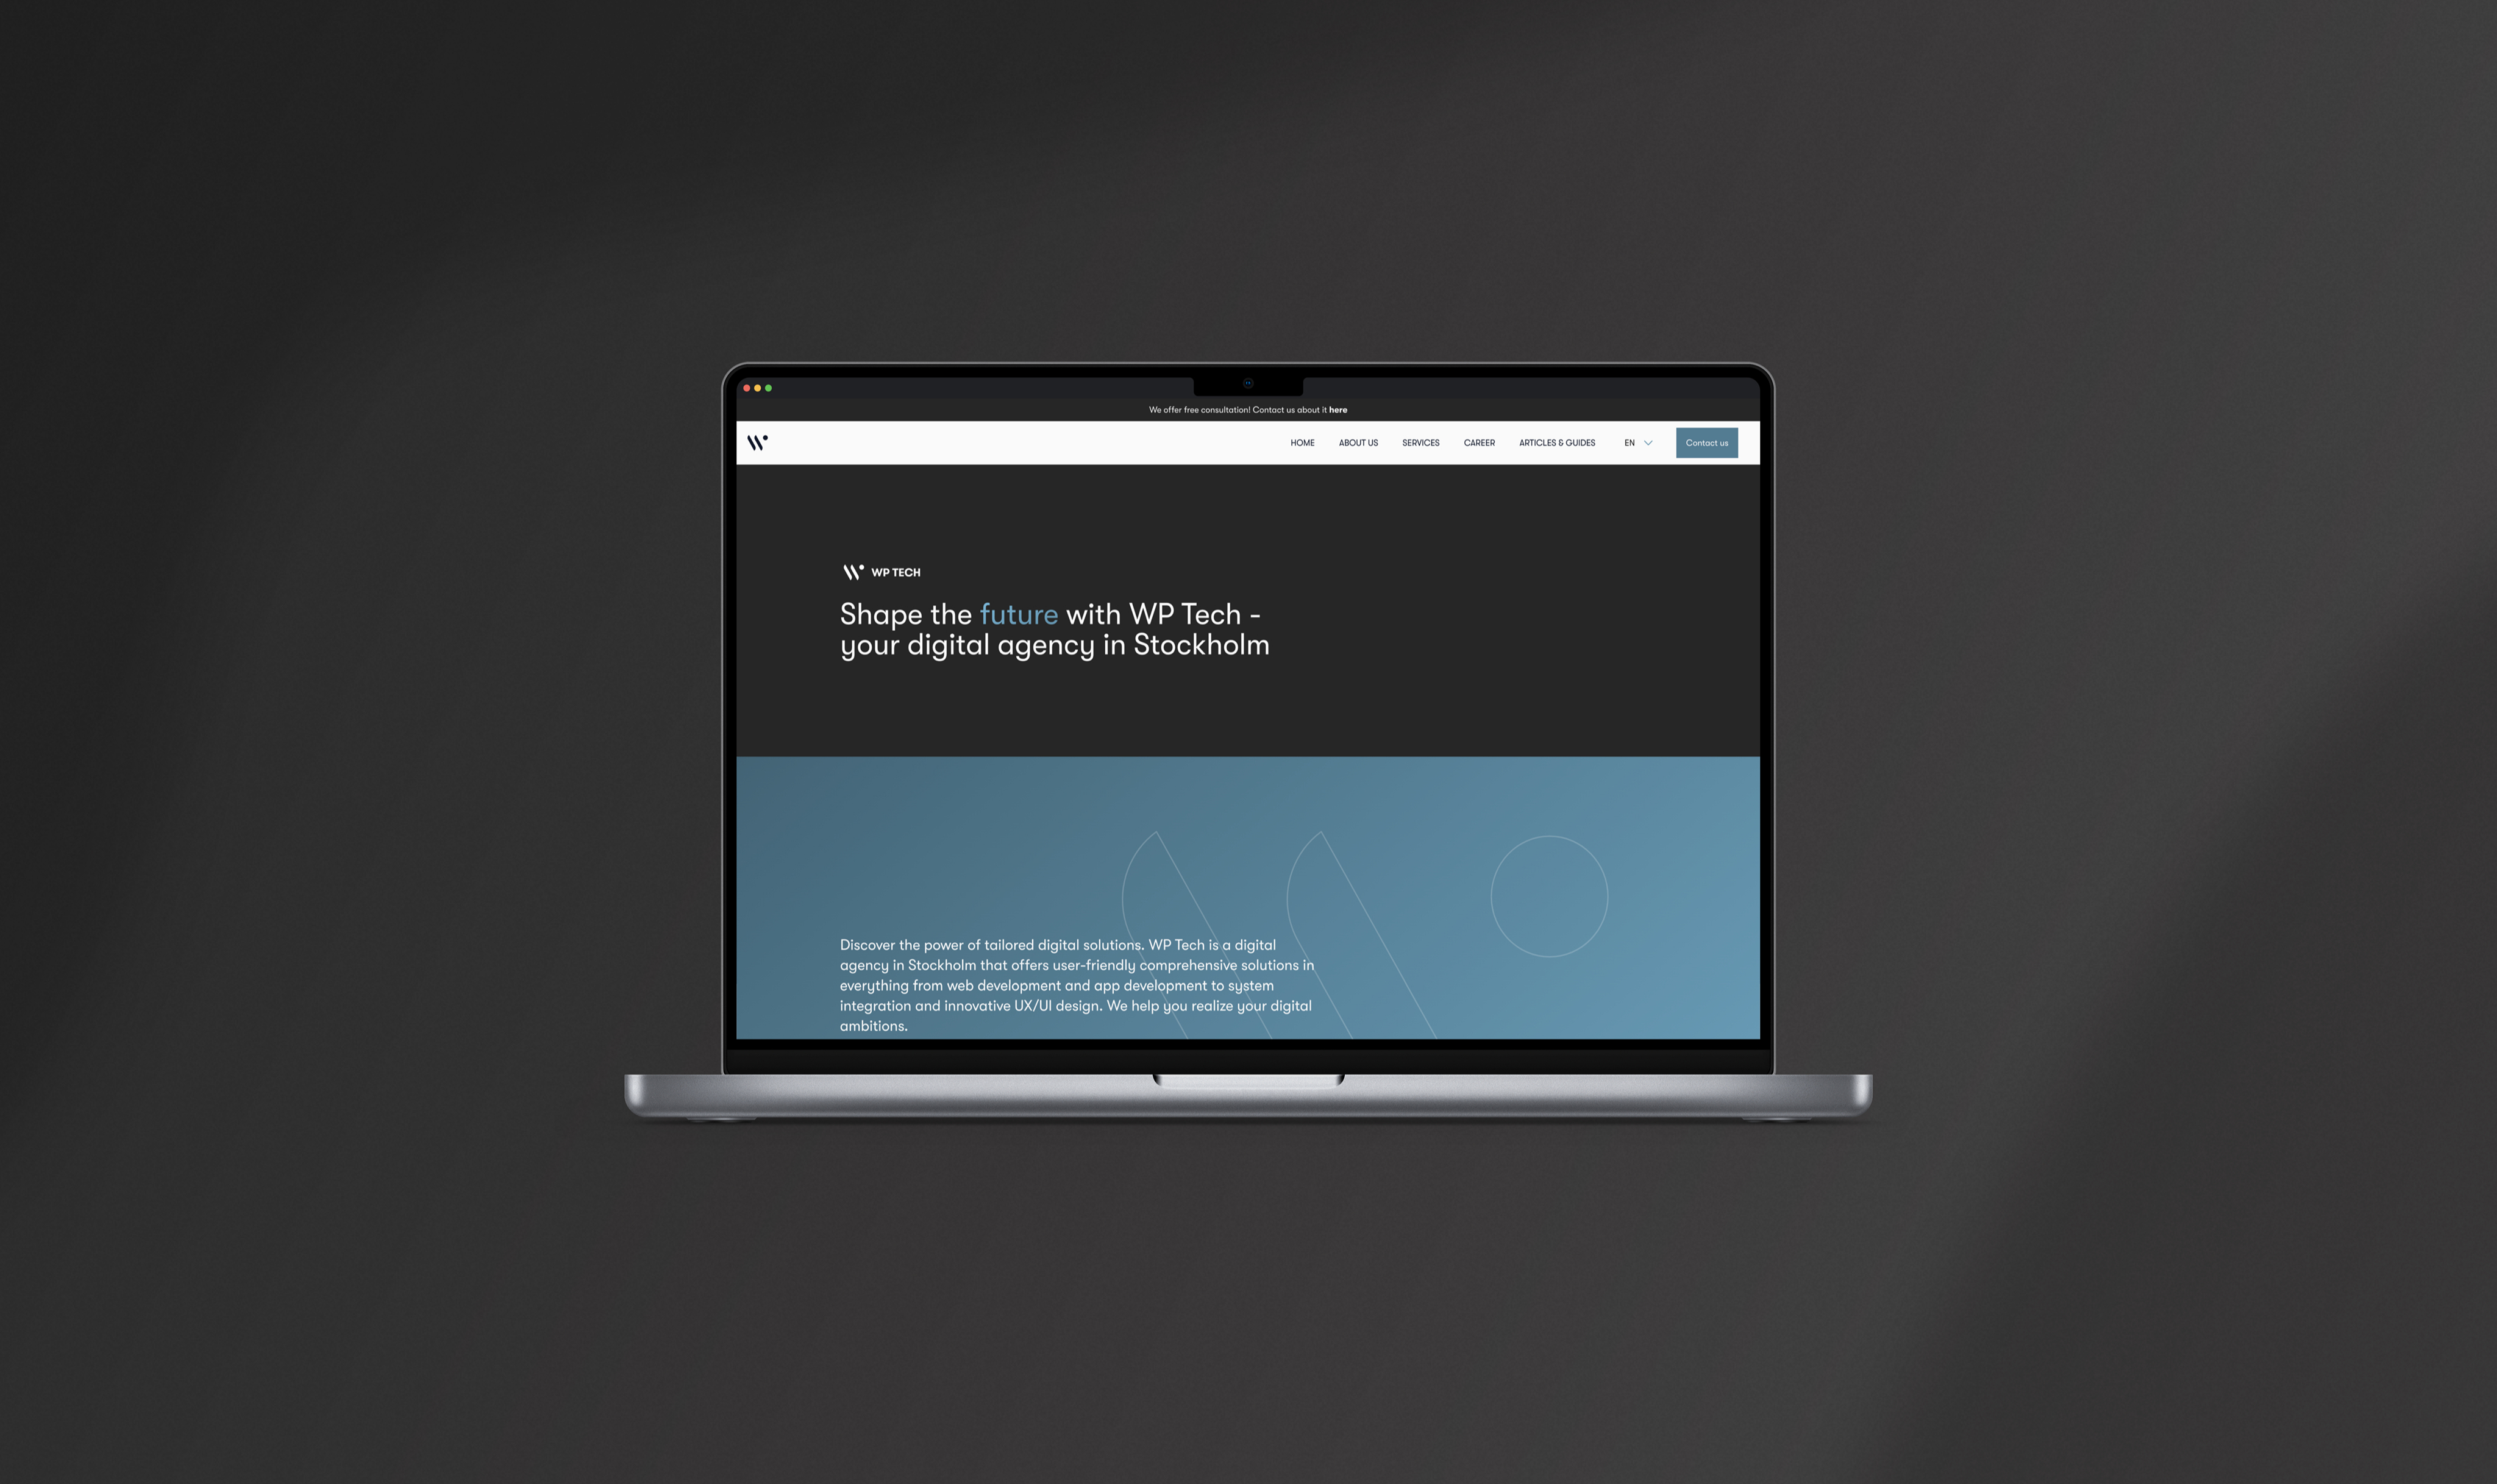 We offer free consultation! Contact us about it here
HOME ABOUT US SERVICES CAREER ARTICLES & GUIDES EN Contact us
WP TECH
Shape the future with WP Tech -
your digital agency in Stockholm
Discover the power of tailored digital solutions. WP Tech is a digital
agency in Stockholm that offers user-friendly comprehensive solutions in
everything from web development and app development to system
integration and innovative UX/UI design. We help you realize your digital
ambitions.